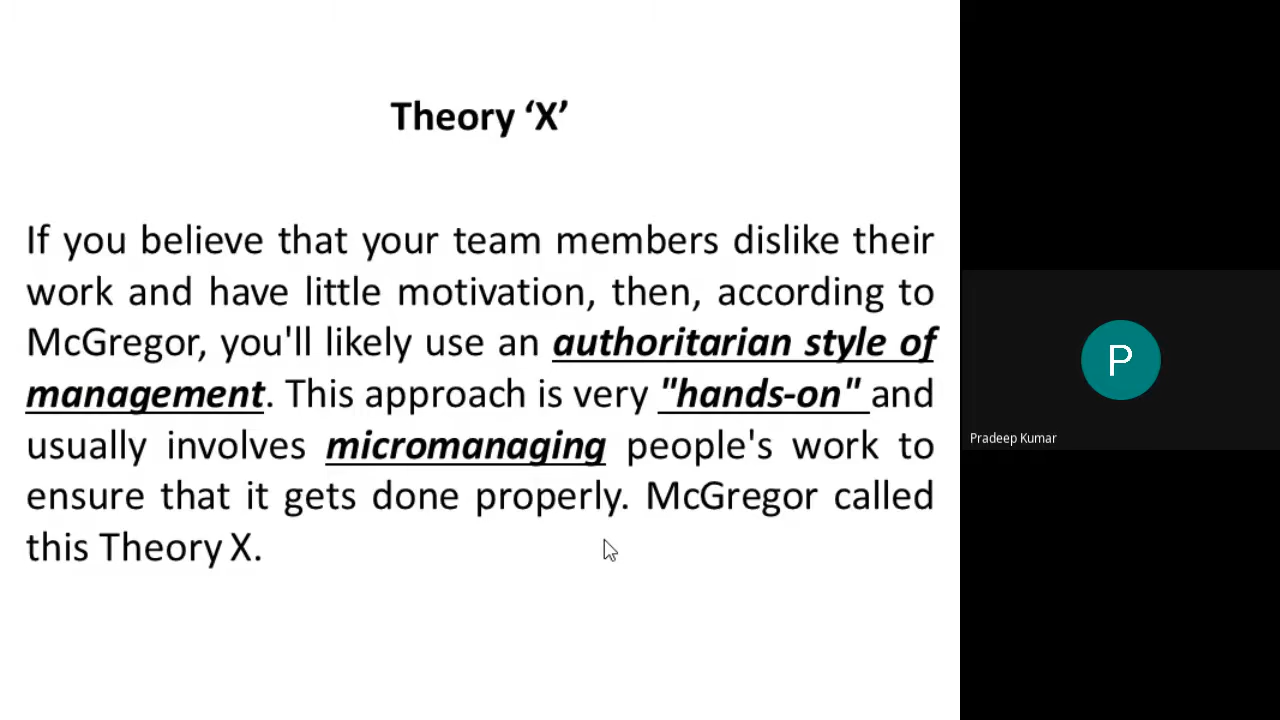 Theory ‘X’
If you believe that your team members dislike their
work and have little motivation, then, according to
McGregor, you'll likely use an authoritarian style of
management. This approach is very "hands-on" and
usually involves micromanaging people's work to
ensure that it gets done properly. McGregor called
this Theory X.
P
Pradeep Kumar